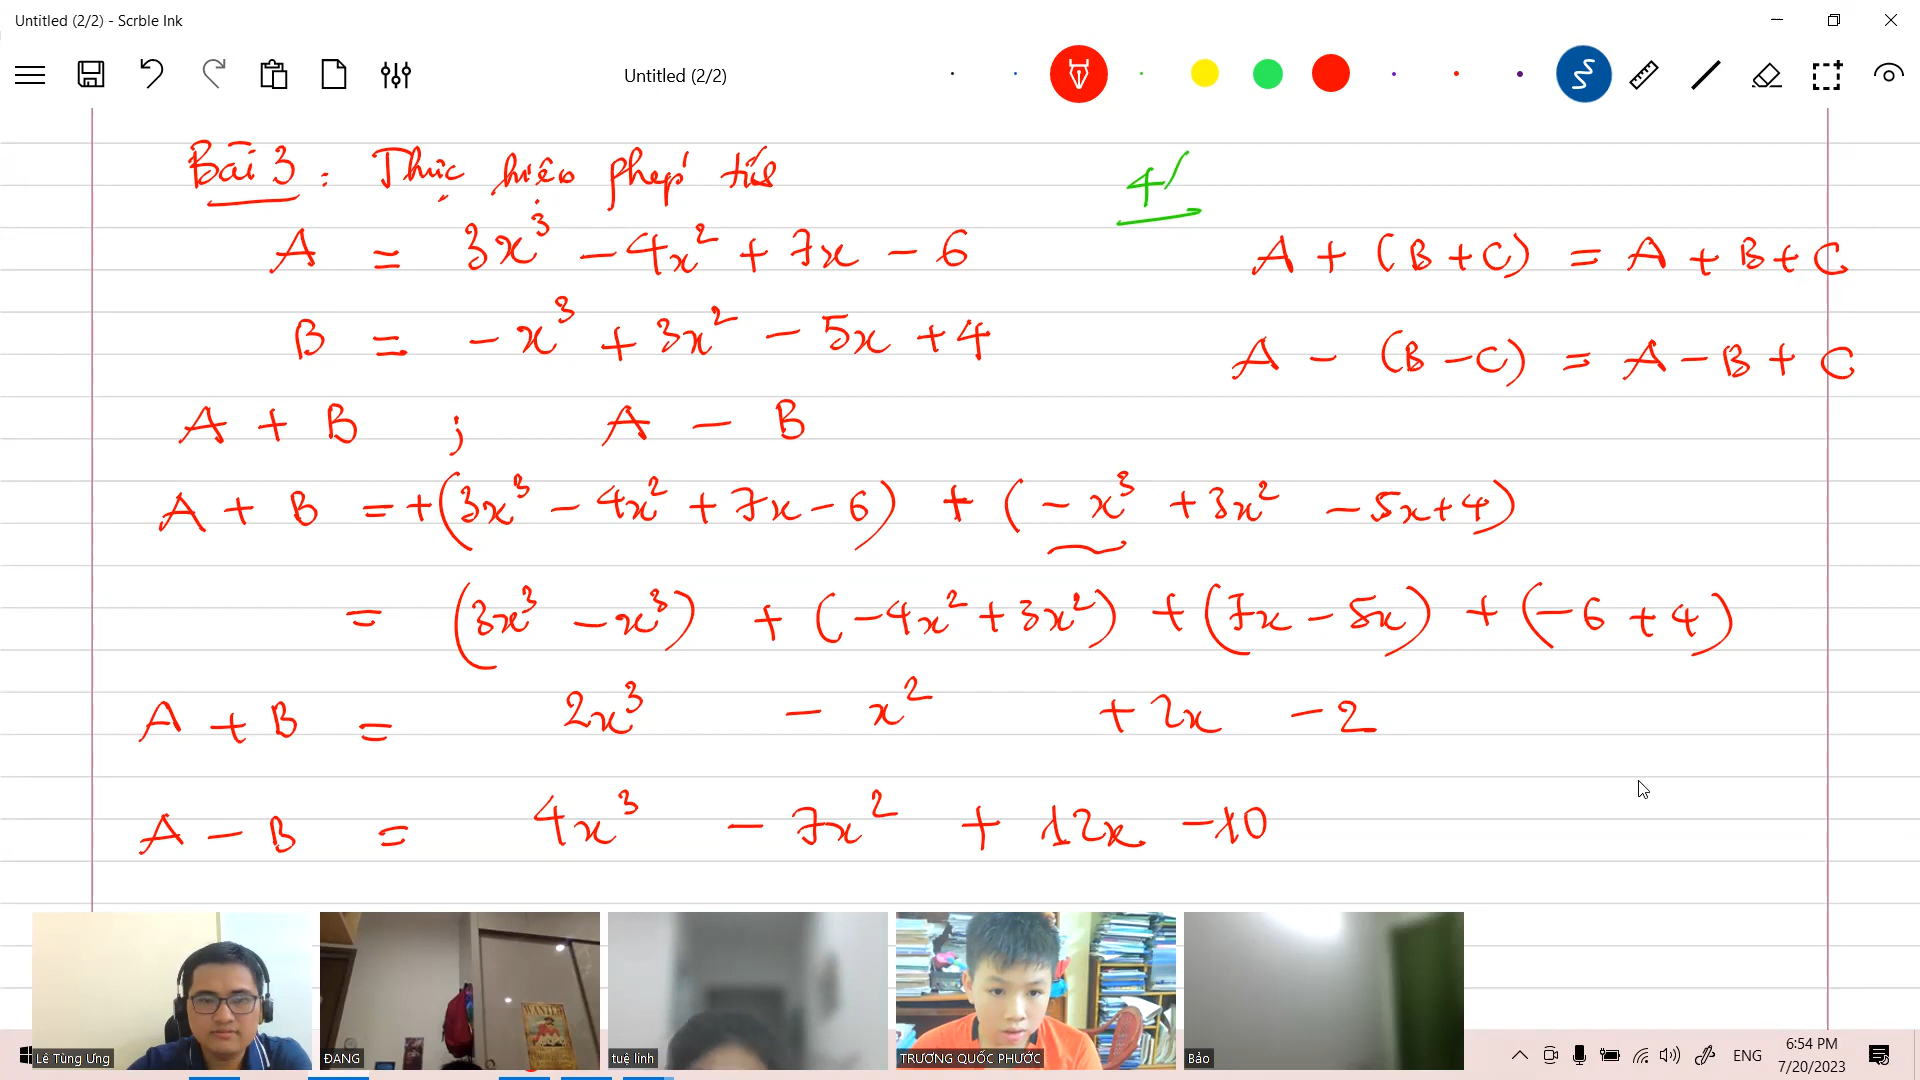 Untitled (2/2) - Scrble Ink
Untitled (2/2)
Bài 3 : Thực hiện phép tính
4'
A = 3x³ - 4x² + 7x - 6
A + (B + C) = A + B + C
B = - x³ + 3x² - 5x + 4
A - (B - C) = A - B + C
A + B ; A - B
A + B = +(3x³ - 4x² + 7x - 6) + (- x³ + 3x² - 5x + 4)
= (3x³ - x³) + (-4x² + 3x²) + (7x - 5x) + (-6 + 4)
A + B = 2x³ - x² + 2x - 2
A - B = 4x³ - 7x² + 12x - 10
WANTED
Lê Tùng Ưng
ĐANG
tuệ linh
TRƯƠNG QUỐC PHƯỚC
Bảo
ENG
6:54 PM
7/20/2023